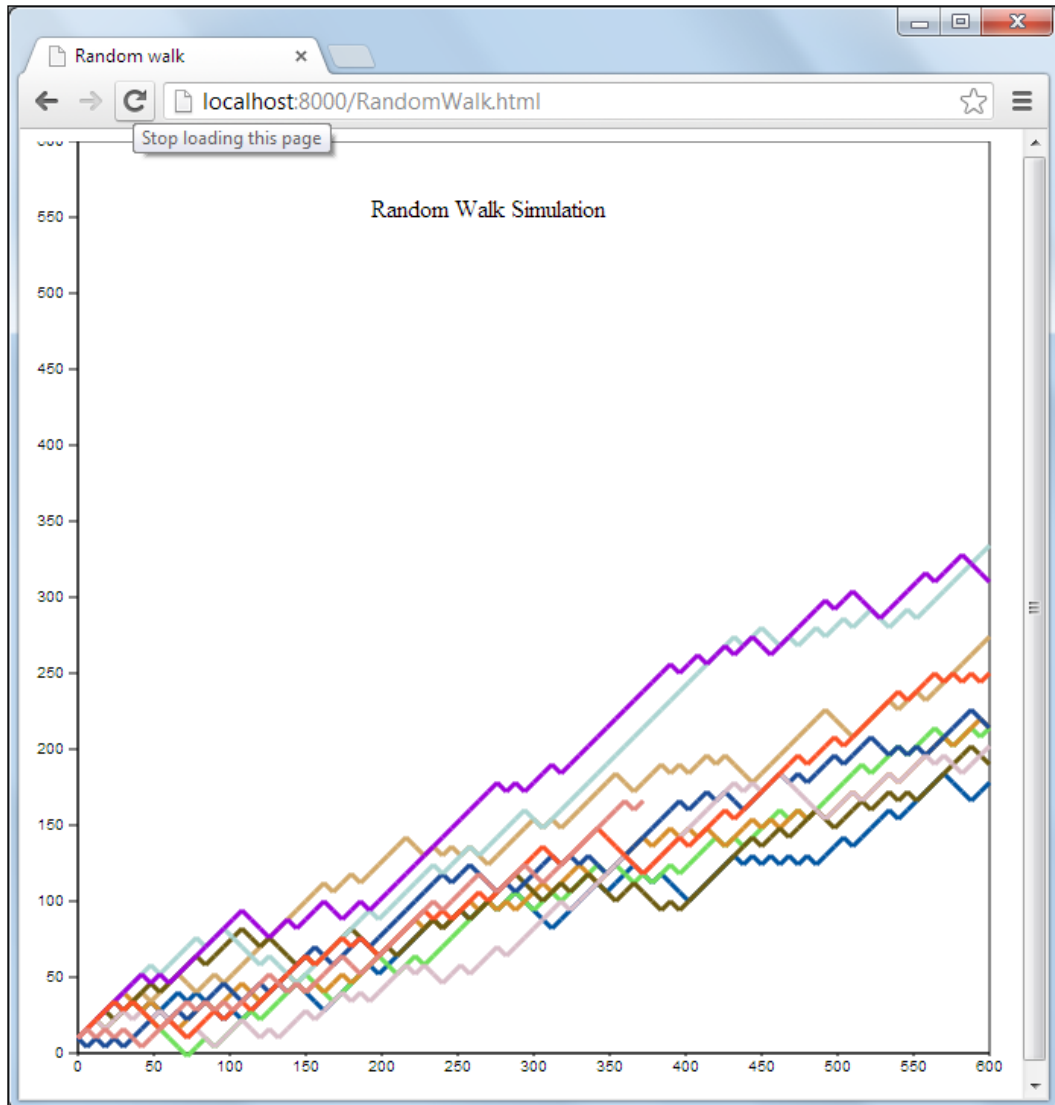 Random walk
localhost:8000/RandomWalk.html
Stop loading this page
Random Walk Simulation
550
500
450
400
350
300
250
200
150
100
50
0
0 50 100 150 200 250 300 350 400 450 500 550 600